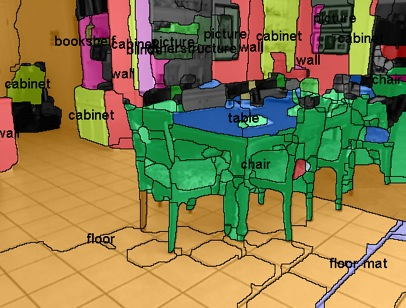 picture
picture
cabinet
bookshelf
cabinet
picture
structure
wall
cabinet
wall
wall
chair
cabinet
cabinet
table
wall
chair
floor
floor mat